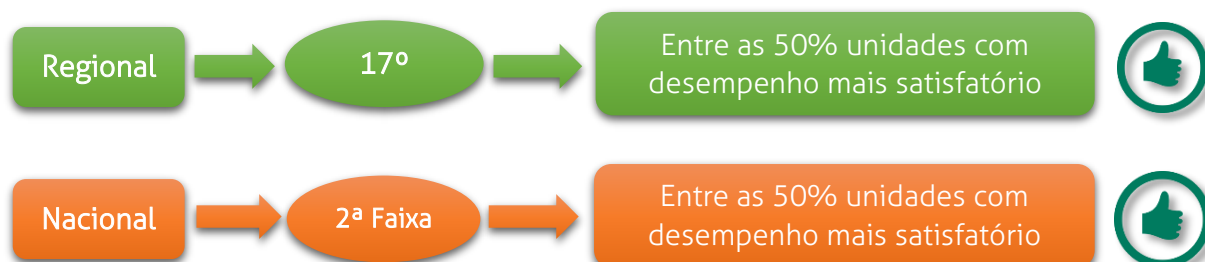 Regional
17º
Entre as 50% unidades com
desempenho mais satisfatório
Nacional
2ª Faixa
Entre as 50% unidades com
desempenho mais satisfatório